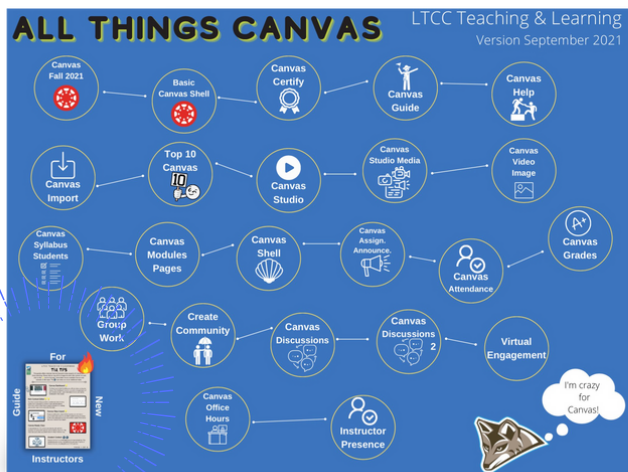 ALL THINGS CANVAS
LTCC Teaching & Learning
Version September 2021
Canvas
Fall 2021
Basic
Canvas Shell
Canvas
Certify
Canvas
Guide
Canvas
Help
Canvas
Import
Top 10
Canvas
10
Canvas
Studio
Canvas
Studio Media
Canvas
Video
Image
Canvas
Syllabus
Students
Canvas
Modules
Pages
Canvas
Shell
Canvas
Assign.
Announce.
Canvas
Attendance
A+
Canvas
Grades
Group
Work
Create
Community
Canvas
Discussions
Canvas
Discussions
2
Virtual
Engagement
For
Guide
New
Instructors
Canvas
Office
Hours
Instructor
Presence
I'm crazy
for
Canvas!